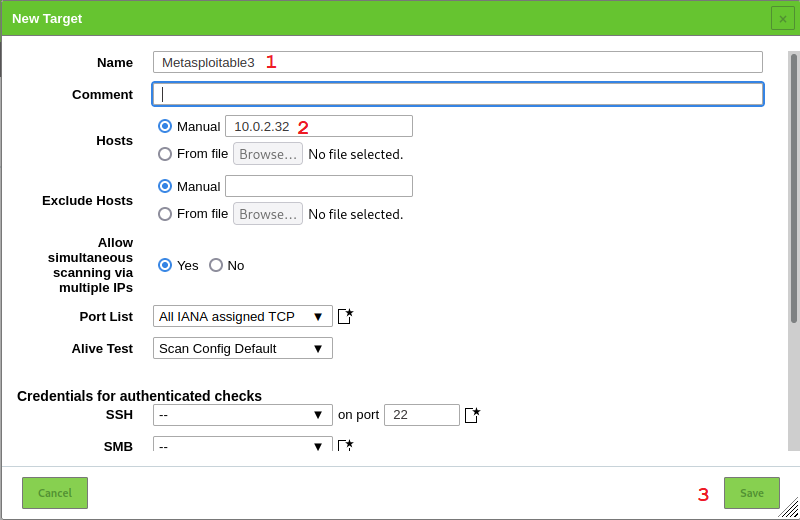 New Target ×
Name Metasploitable3 1
Comment
Hosts Manual 10.0.2.32 2
From file Browse... No file selected.
Exclude Hosts Manual
From file Browse... No file selected.
Allow
simultaneous
scanning via
multiple IPs
Yes No
Port List All IANA assigned TCP ▼
Alive Test Scan Config Default ▼
Credentials for authenticated checks
SSH -- ▼ on port 22
SMB -- ▼
Cancel 3 Save